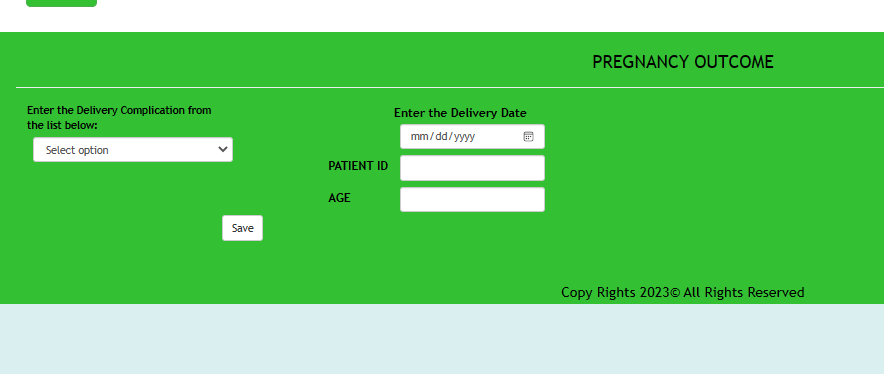 PREGNANCY OUTCOME
Enter the Delivery Complication from
the list below:
Select option
Enter the Delivery Date
mm/dd/yyyy
PATIENT ID
AGE
Save
Copy Rights 2023© All Rights Reserved